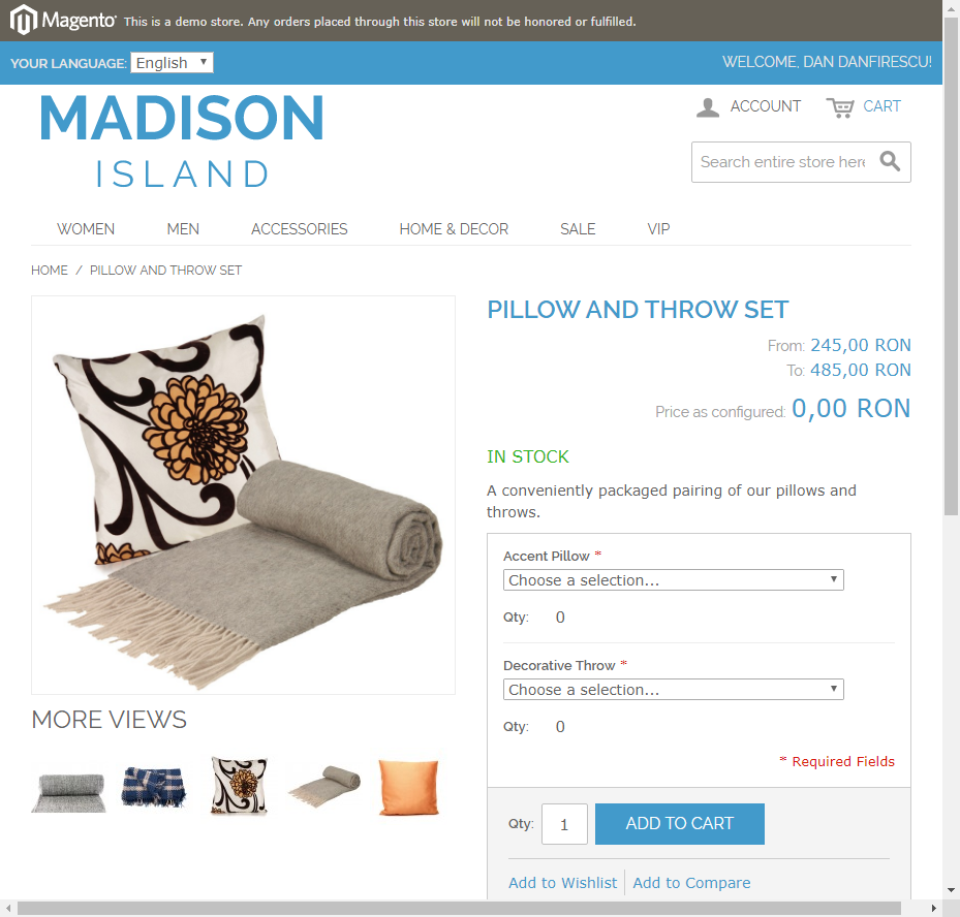 Magento® This is a demo store. Any orders placed through this store will not be honored or fulfilled.
YOUR LANGUAGE: English WELCOME, DAN DANFIRESCU!
MADISON
ISLAND
ACCOUNT CART
Search entire store here
WOMEN MEN ACCESSORIES HOME & DECOR SALE VIP
HOME / PILLOW AND THROW SET
PILLOW AND THROW SET
From: 245,00 RON
To: 485,00 RON
Price as configured: 0,00 RON
IN STOCK
A conveniently packaged pairing of our pillows and
throws.
Accent Pillow *
Choose a selection...
Qty: 0
Decorative Throw *
Choose a selection...
Qty: 0
* Required Fields
MORE VIEWS
Qty: 1 ADD TO CART
Add to Wishlist Add to Compare